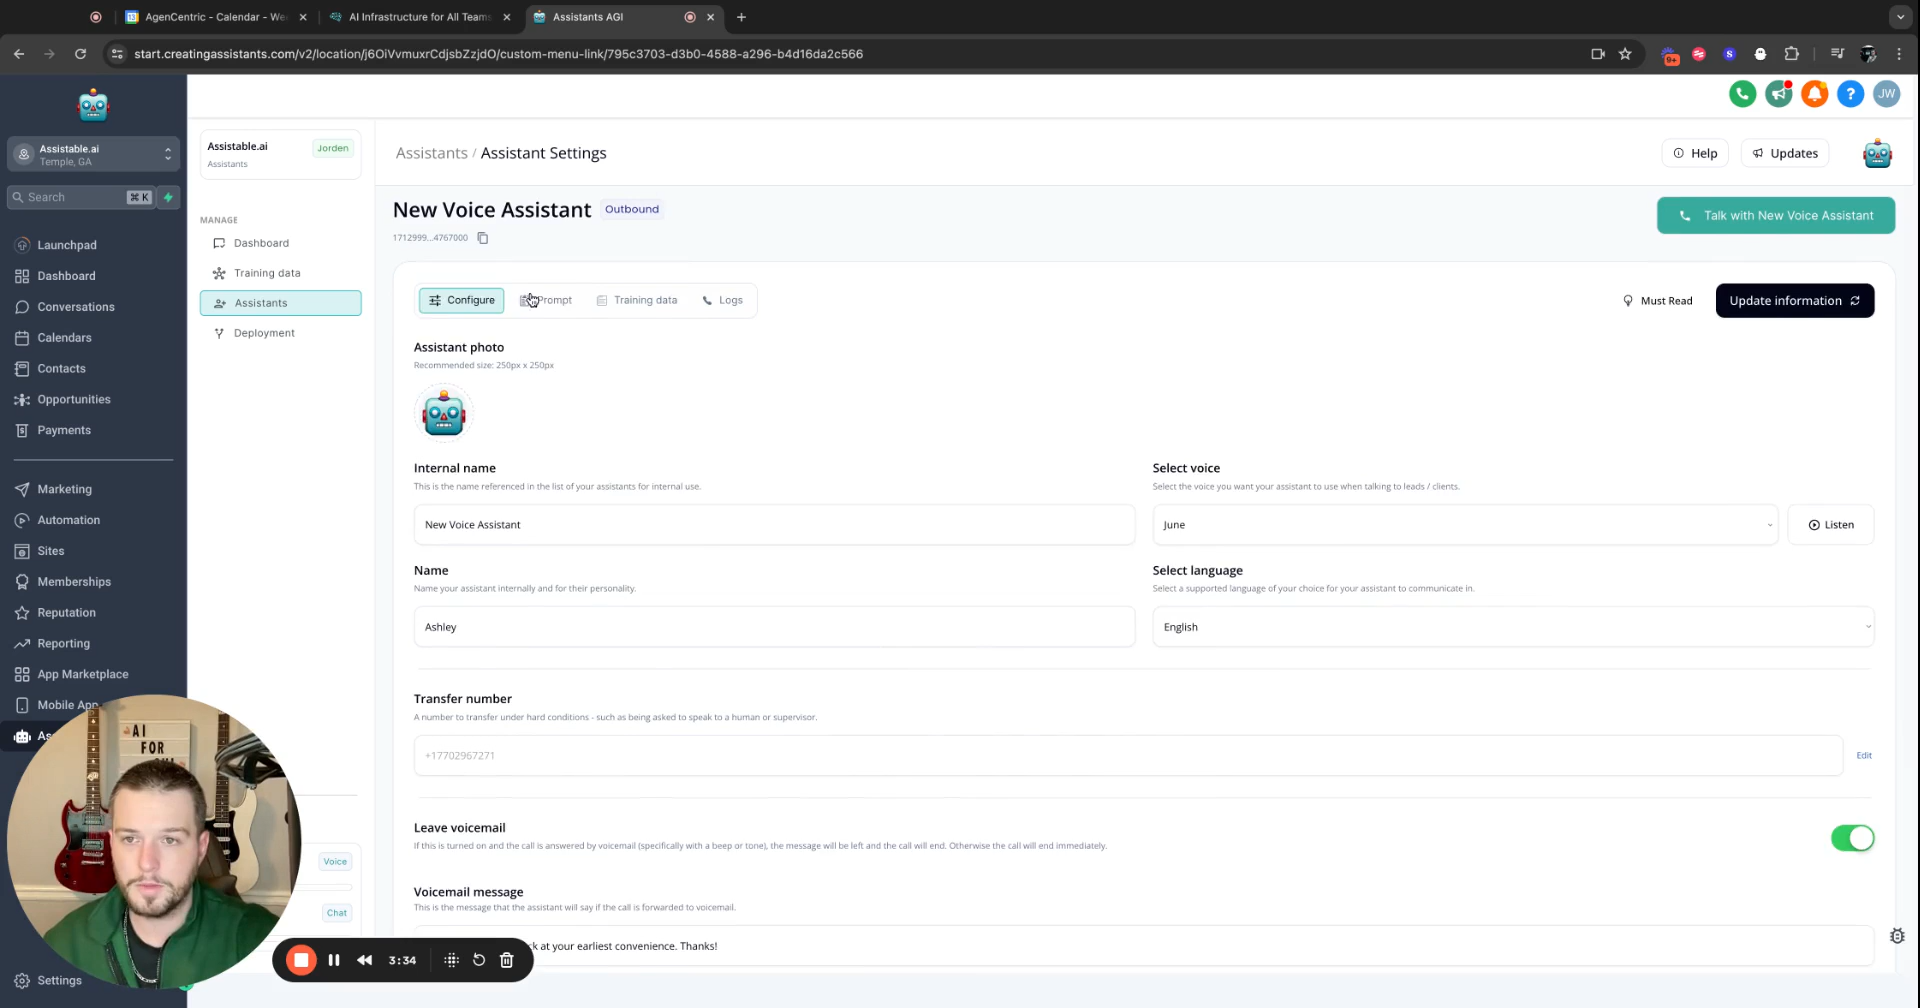 AgenCentric - Calendar - We
AI Infrastructure for All Teams
Assistants AGI
start.creatingassistants.com/v2/location/j6OiVvmuxrCdjsbZzjdO/custom-menu-link/795c3703-d3b0-4588-a296-b4d16da2c566
9+
S
?
JW
Assistable.ai
Temple, GA
Search
⌘ K
Launchpad
Dashboard
Conversations
Calendars
Contacts
Opportunities
Payments
Marketing
Automation
Sites
Memberships
Reputation
Reporting
App Marketplace
Mobile App
As
Settings
Assistable.ai
Jorden
Assistants
MANAGE
Dashboard
Training data
Assistants
Deployment
Voice
Chat
Assistants / Assistant Settings
Help
Updates
New Voice Assistant
Outbound
1712999...4767000
Talk with New Voice Assistant
Configure
Prompt
Training data
Logs
Must Read
Update information
Assistant photo
Recommended size: 250px x 250px
Internal name
This is the name referenced in the list of your assistants for internal use.
New Voice Assistant
Select voice
Select the voice you want your assistant to use when talking to leads / clients.
June
Listen
Name
Name your assistant internally and for their personality.
Ashley
Select language
Select a supported language of your choice for your assistant to communicate in.
English
Transfer number
A number to transfer under hard conditions - such as being asked to speak to a human or supervisor.
+17702967271
Edit
Leave voicemail
If this is turned on and the call is answered by voicemail (specifically with a beep or tone), the message will be left and the call will end. Otherwise the call will end immediately.
Voicemail message
This is the message that the assistant will say if the call is forwarded to voicemail.
ck at your earliest convenience. Thanks!
AI
FOR
3:34